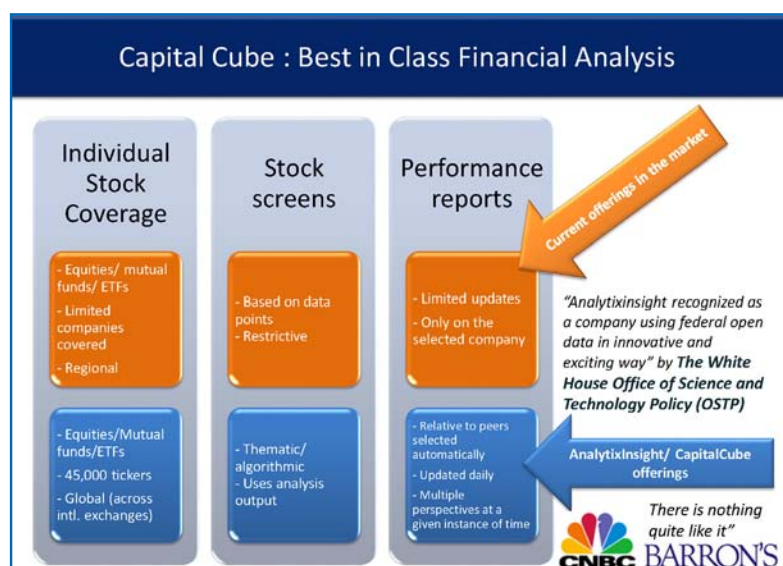 Capital Cube : Best in Class Financial Analysis
Individual
Stock
Coverage
- Equities/ mutual
funds/ ETFs
- Limited
companies
covered
- Regional
- Equities/Mutual
funds/ETFs
- 45,000 tickers
- Global (across
intl. exchanges)
Stock
screens
- Based on data
points
- Restrictive
- Thematic/
algorithmic
- Uses analysis
output
Performance
reports
- Limited updates
- Only on the
selected company
- Relative to peers
selected
automatically
- Updated daily
- Multiple
perspectives at a
given instance of time
Current offerings in the market
“Analytixinsight recognized as
a company using federal open
data in innovative and
exciting way” by The White
House Office of Science and
Technology Policy (OSTP)
AnalytixInsight/ CapitalCube
offerings
There is nothing
quite like it”
CNBC BARRON'S